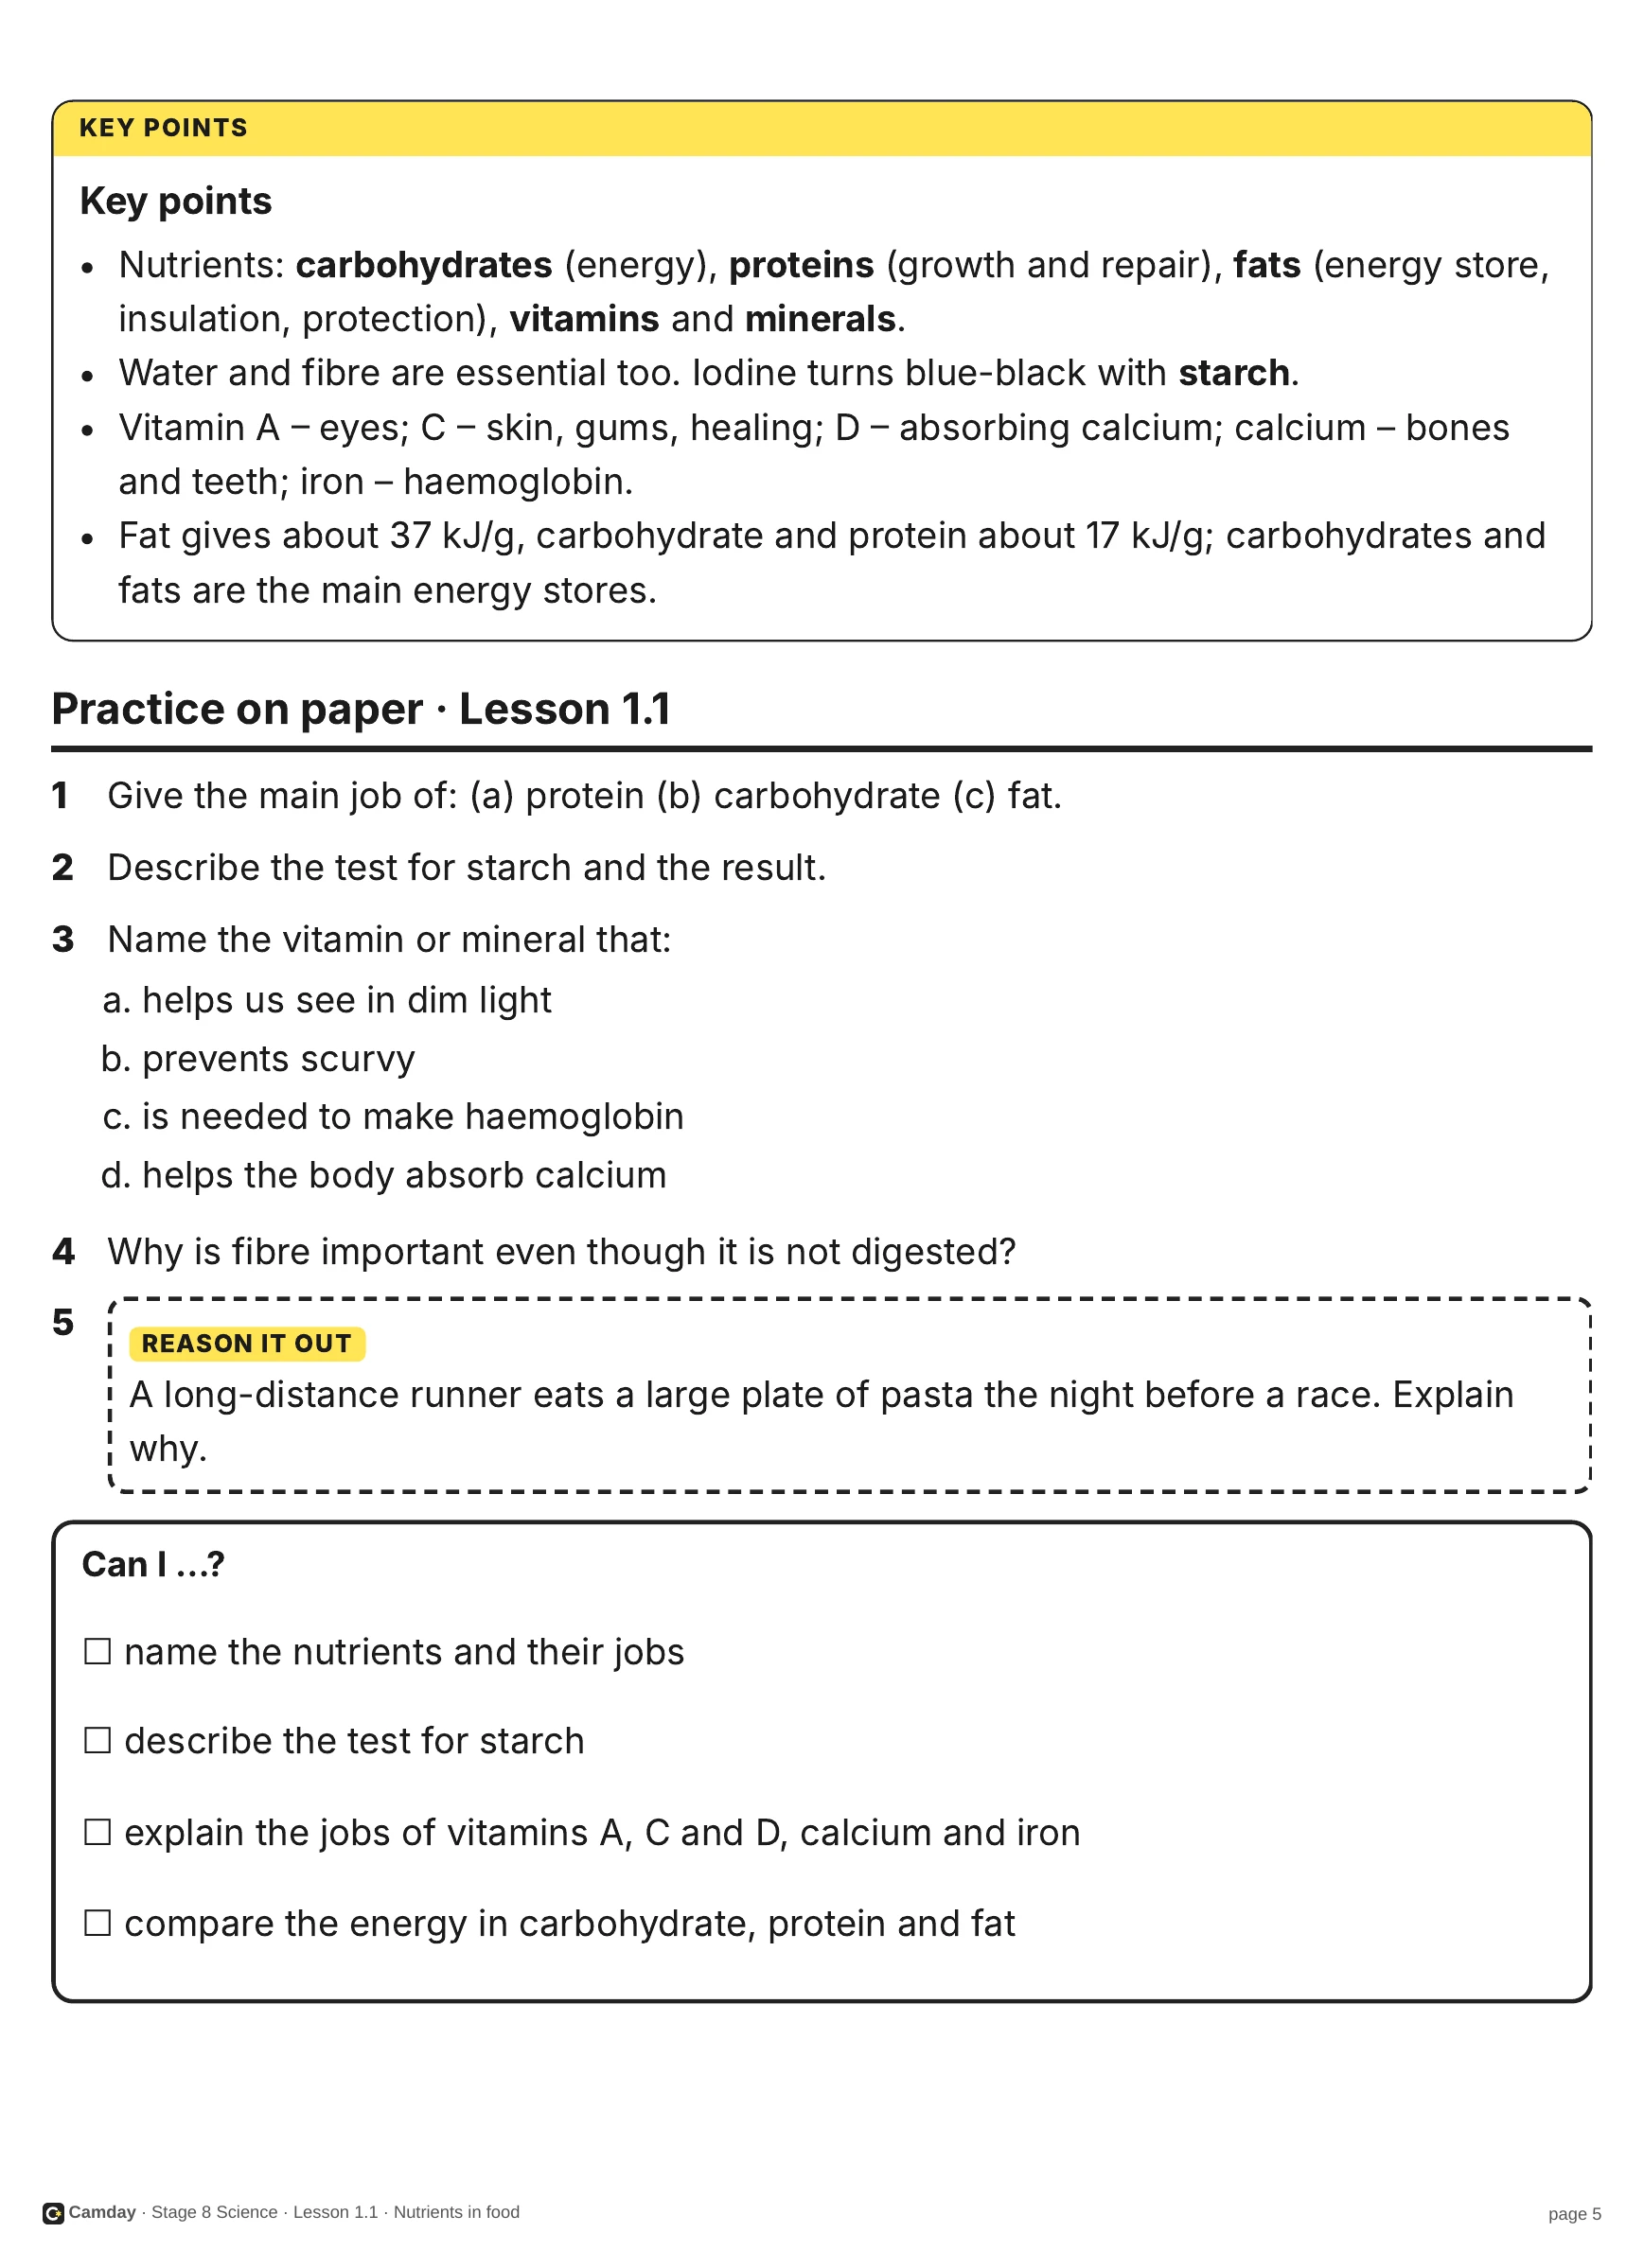 KEY POINTS
Key points
• Nutrients: carbohydrates (energy), proteins (growth and repair), fats (energy store,
insulation, protection), vitamins and minerals.
• Water and fibre are essential too. Iodine turns blue-black with starch.
• Vitamin A – eyes; C – skin, gums, healing; D – absorbing calcium; calcium – bones
and teeth; iron – haemoglobin.
• Fat gives about 37 kJ/g, carbohydrate and protein about 17 kJ/g; carbohydrates and
fats are the main energy stores.
Practice on paper · Lesson 1.1
1 Give the main job of: (a) protein (b) carbohydrate (c) fat.
2 Describe the test for starch and the result.
3 Name the vitamin or mineral that:
a. helps us see in dim light
b. prevents scurvy
c. is needed to make haemoglobin
d. helps the body absorb calcium
4 Why is fibre important even though it is not digested?
5 REASON IT OUT
A long-distance runner eats a large plate of pasta the night before a race. Explain
why.
Can I ...?
☐ name the nutrients and their jobs
☐ describe the test for starch
☐ explain the jobs of vitamins A, C and D, calcium and iron
☐ compare the energy in carbohydrate, protein and fat
Camday · Stage 8 Science · Lesson 1.1 · Nutrients in food
page 5